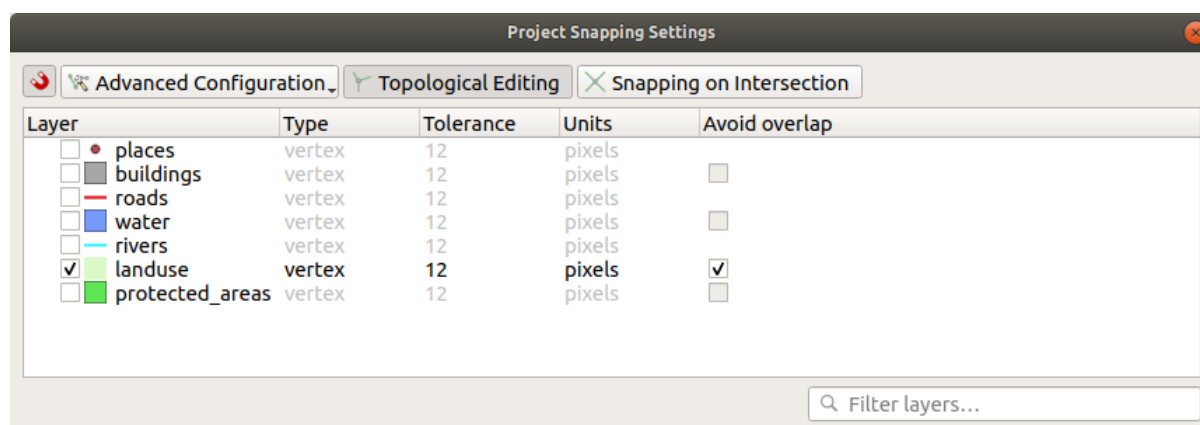 Project Snapping Settings
Advanced Configuration Topological Editing Snapping on Intersection
Layer Type Tolerance Units Avoid overlap
places vertex 12 pixels
buildings vertex 12 pixels
roads vertex 12 pixels
water vertex 12 pixels
rivers vertex 12 pixels
landuse vertex 12 pixels
protected_areas vertex 12 pixels
Filter layers...